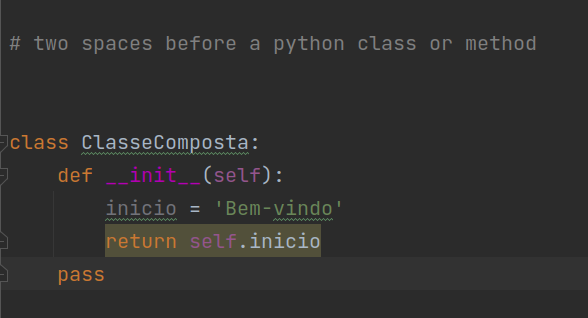 # two spaces before a python class or method
class ClasseComposta:
def __init__(self):
inicio = 'Bem-vindo'
return self.inicio
pass